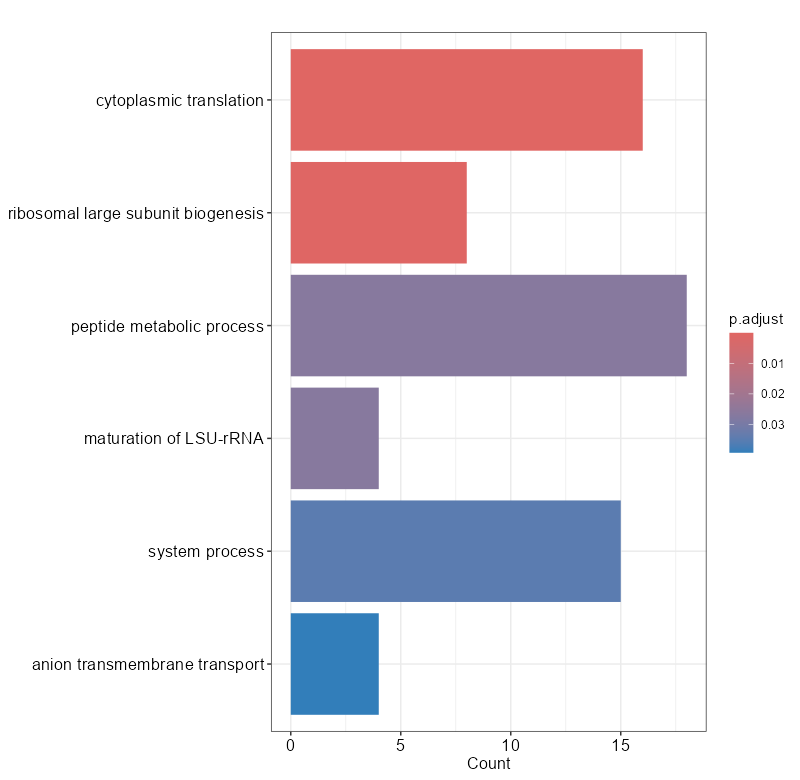 cytoplasmic translation
ribosomal large subunit biogenesis
peptide metabolic process
maturation of LSU-rRNA
system process
anion transmembrane transport
0 5 10 15
Count
p.adjust
0.01
0.02
0.03